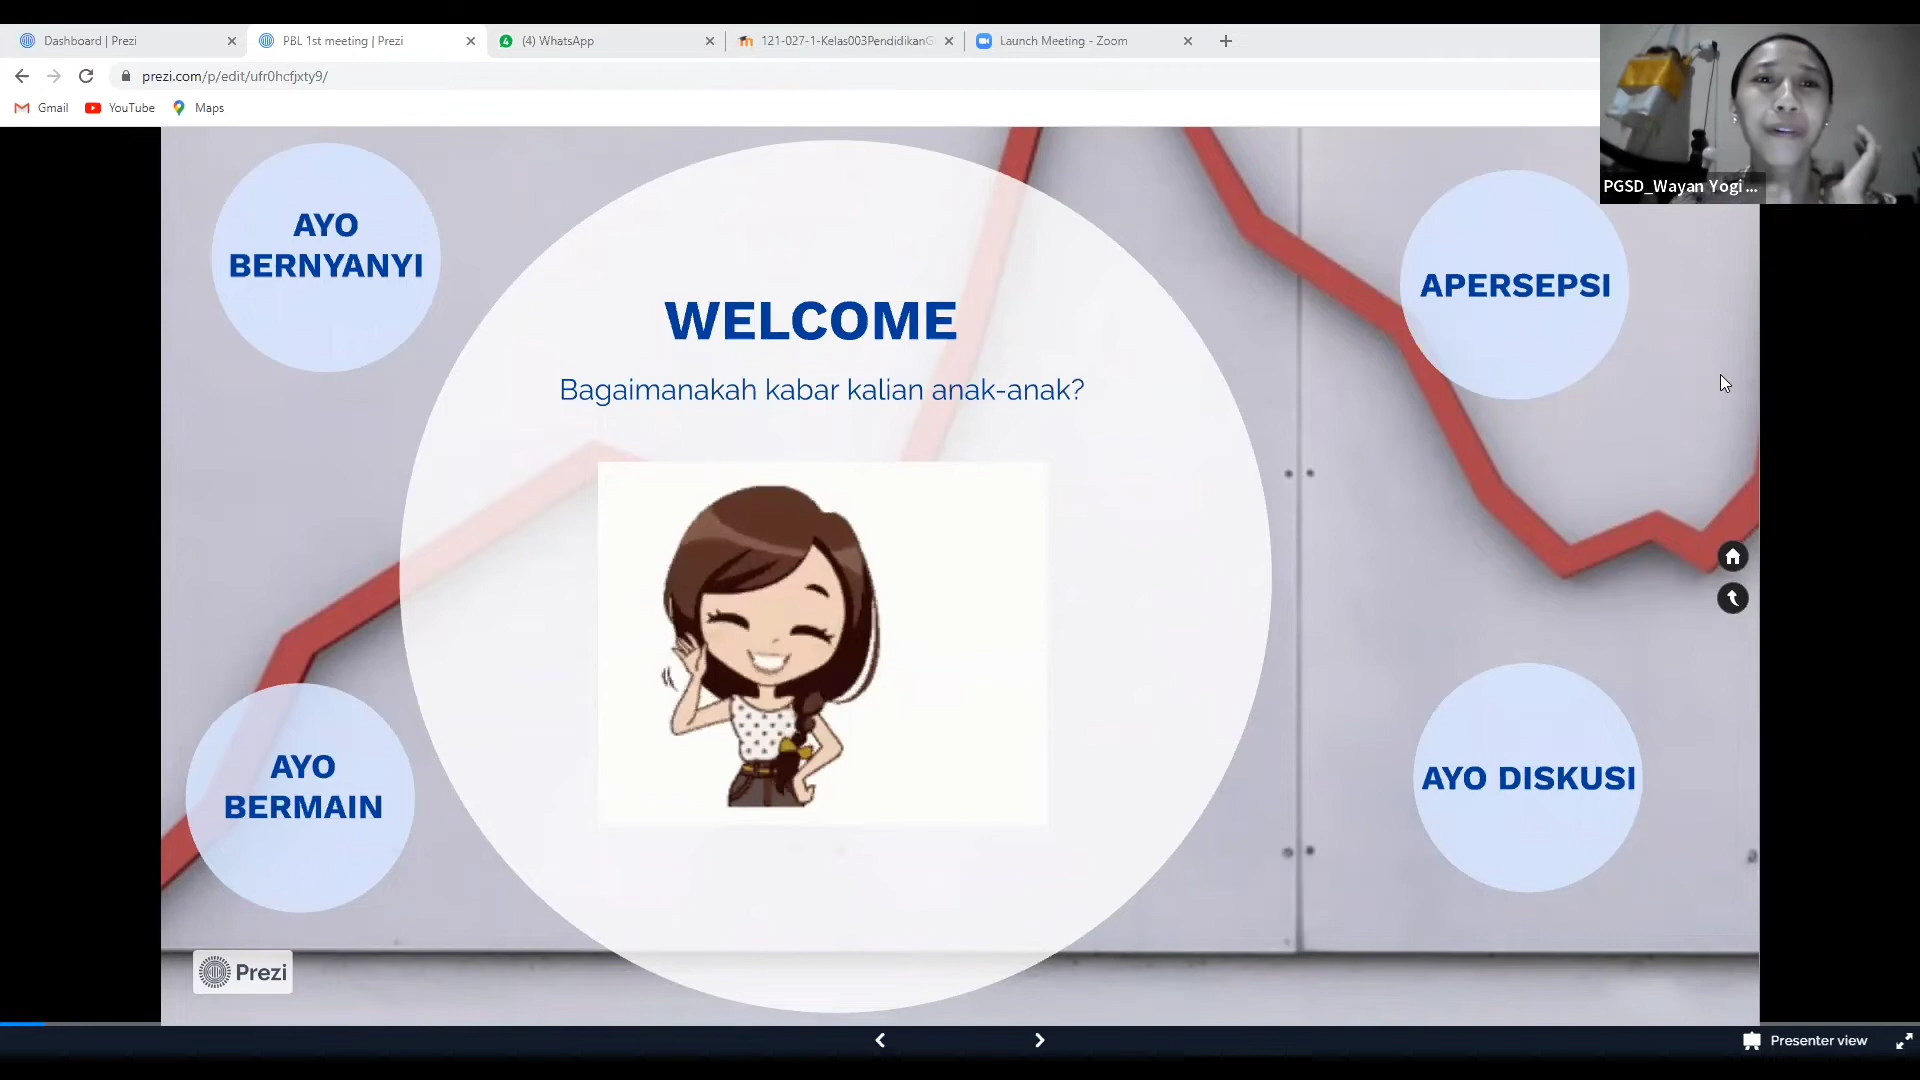 Dashboard | Prezi
PBL 1st meeting | Prezi
4
(4) WhatsApp
121-027-1-Kelas003PendidikanG
Launch Meeting - Zoom
prezi.com/p/edit/ufr0hcfjxty9/
Gmail
YouTube
Maps
PGSD_Wayan Yogi ...
AYO
BERNYANYI
WELCOME
Bagaimanakah kabar kalian anak-anak?
APERSEPSI
AYO
BERMAIN
AYO DISKUSI
Prezi
Presenter view